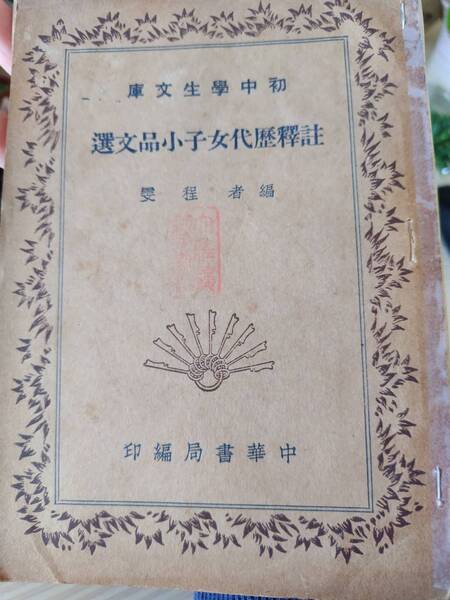 初中學生文庫
註釋歷代女子小品文選
編者 程雯
中華書局編印